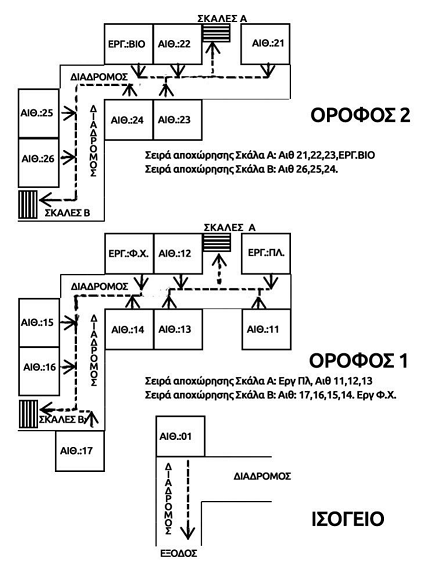 ΣΚΑΛΕΣ Α
ΕΡΓ.:ΒΙΟ
ΑΙΘ.:22
ΑΙΘ.:21
ΔΙΑΔΡΟΜΟΣ
ΑΙΘ.:25
ΔΙΑΔΡΟΜΟΣ
ΑΙΘ.:24
ΑΙΘ.:23
ΟΡΟΦΟΣ 2
ΑΙΘ.:26
Σειρά αποχώρησης Σκάλα Α: Αιθ 21,22,23,ΕΡΓ.ΒΙΟ
Σειρά αποχώρησης Σκάλα Β: Αιθ 26,25,24.
ΣΚΑΛΕΣ Β
ΣΚΑΛΕΣ Α
ΕΡΓ.:Φ.Χ.
ΑΙΘ.:12
ΕΡΓ.:ΠΛ.
ΔΙΑΔΡΟΜΟΣ
ΑΙΘ.:15
ΔΙΑΔΡΟΜΟΣ
ΑΙΘ.:14
ΑΙΘ.:13
ΑΙΘ.:11
ΟΡΟΦΟΣ 1
ΑΙΘ.:16
Σειρά αποχώρησης Σκάλα Α: Εργ Πλ, Αιθ 11,12,13
Σειρά αποχώρησης Σκάλα Β: Αιθ: 17,16,15,14. Εργ Φ.Χ.
ΣΚΑΛΕΣ Β
ΑΙΘ.:17
ΑΙΘ.:01
ΔΙΑΔΡΟΜΟΣ
ΔΙΑΔΡΟΜΟΣ
ΙΣΟΓΕΙΟ
ΕΞΟΔΟΣ